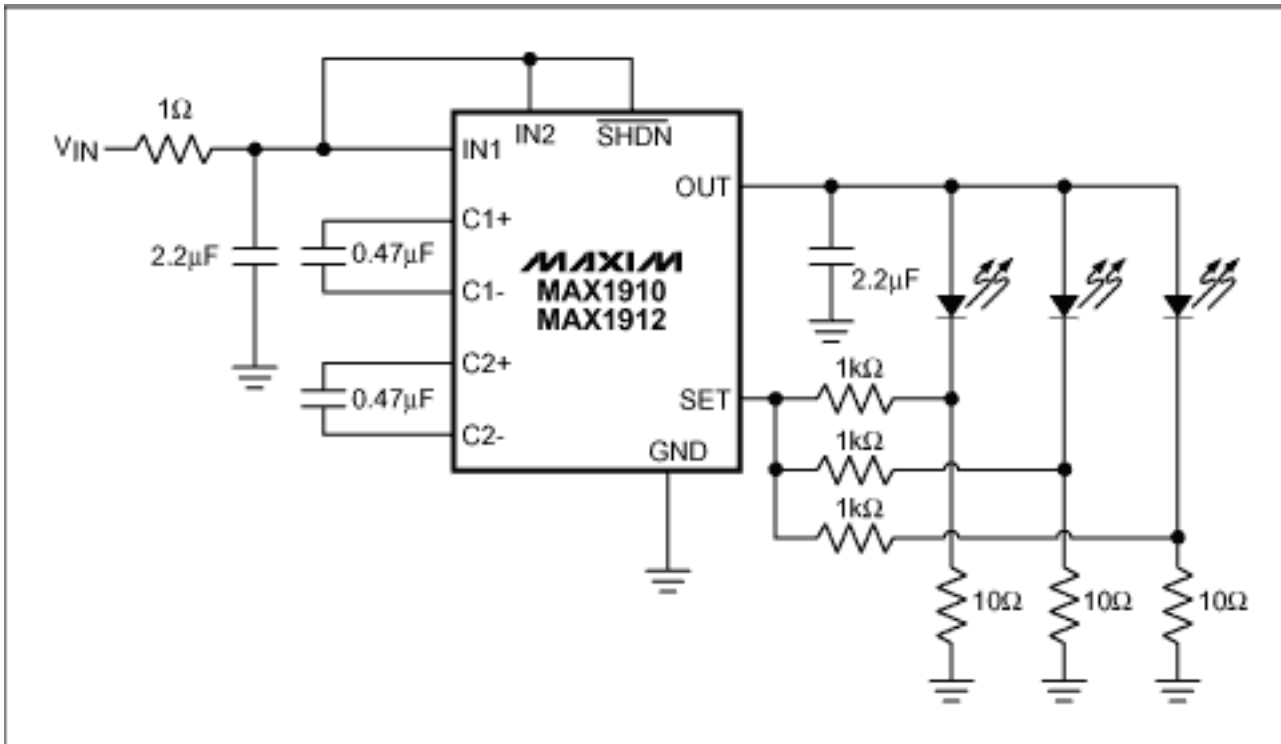 1Ω
VIN
IN1
IN2
SHDN
OUT
C1+
0.47µF
C1-
2.2µF
MAXIM
MAX1910
MAX1912
2.2µF
C2+
0.47µF
C2-
SET
GND
1kΩ
1kΩ
1kΩ
10Ω
10Ω
10Ω